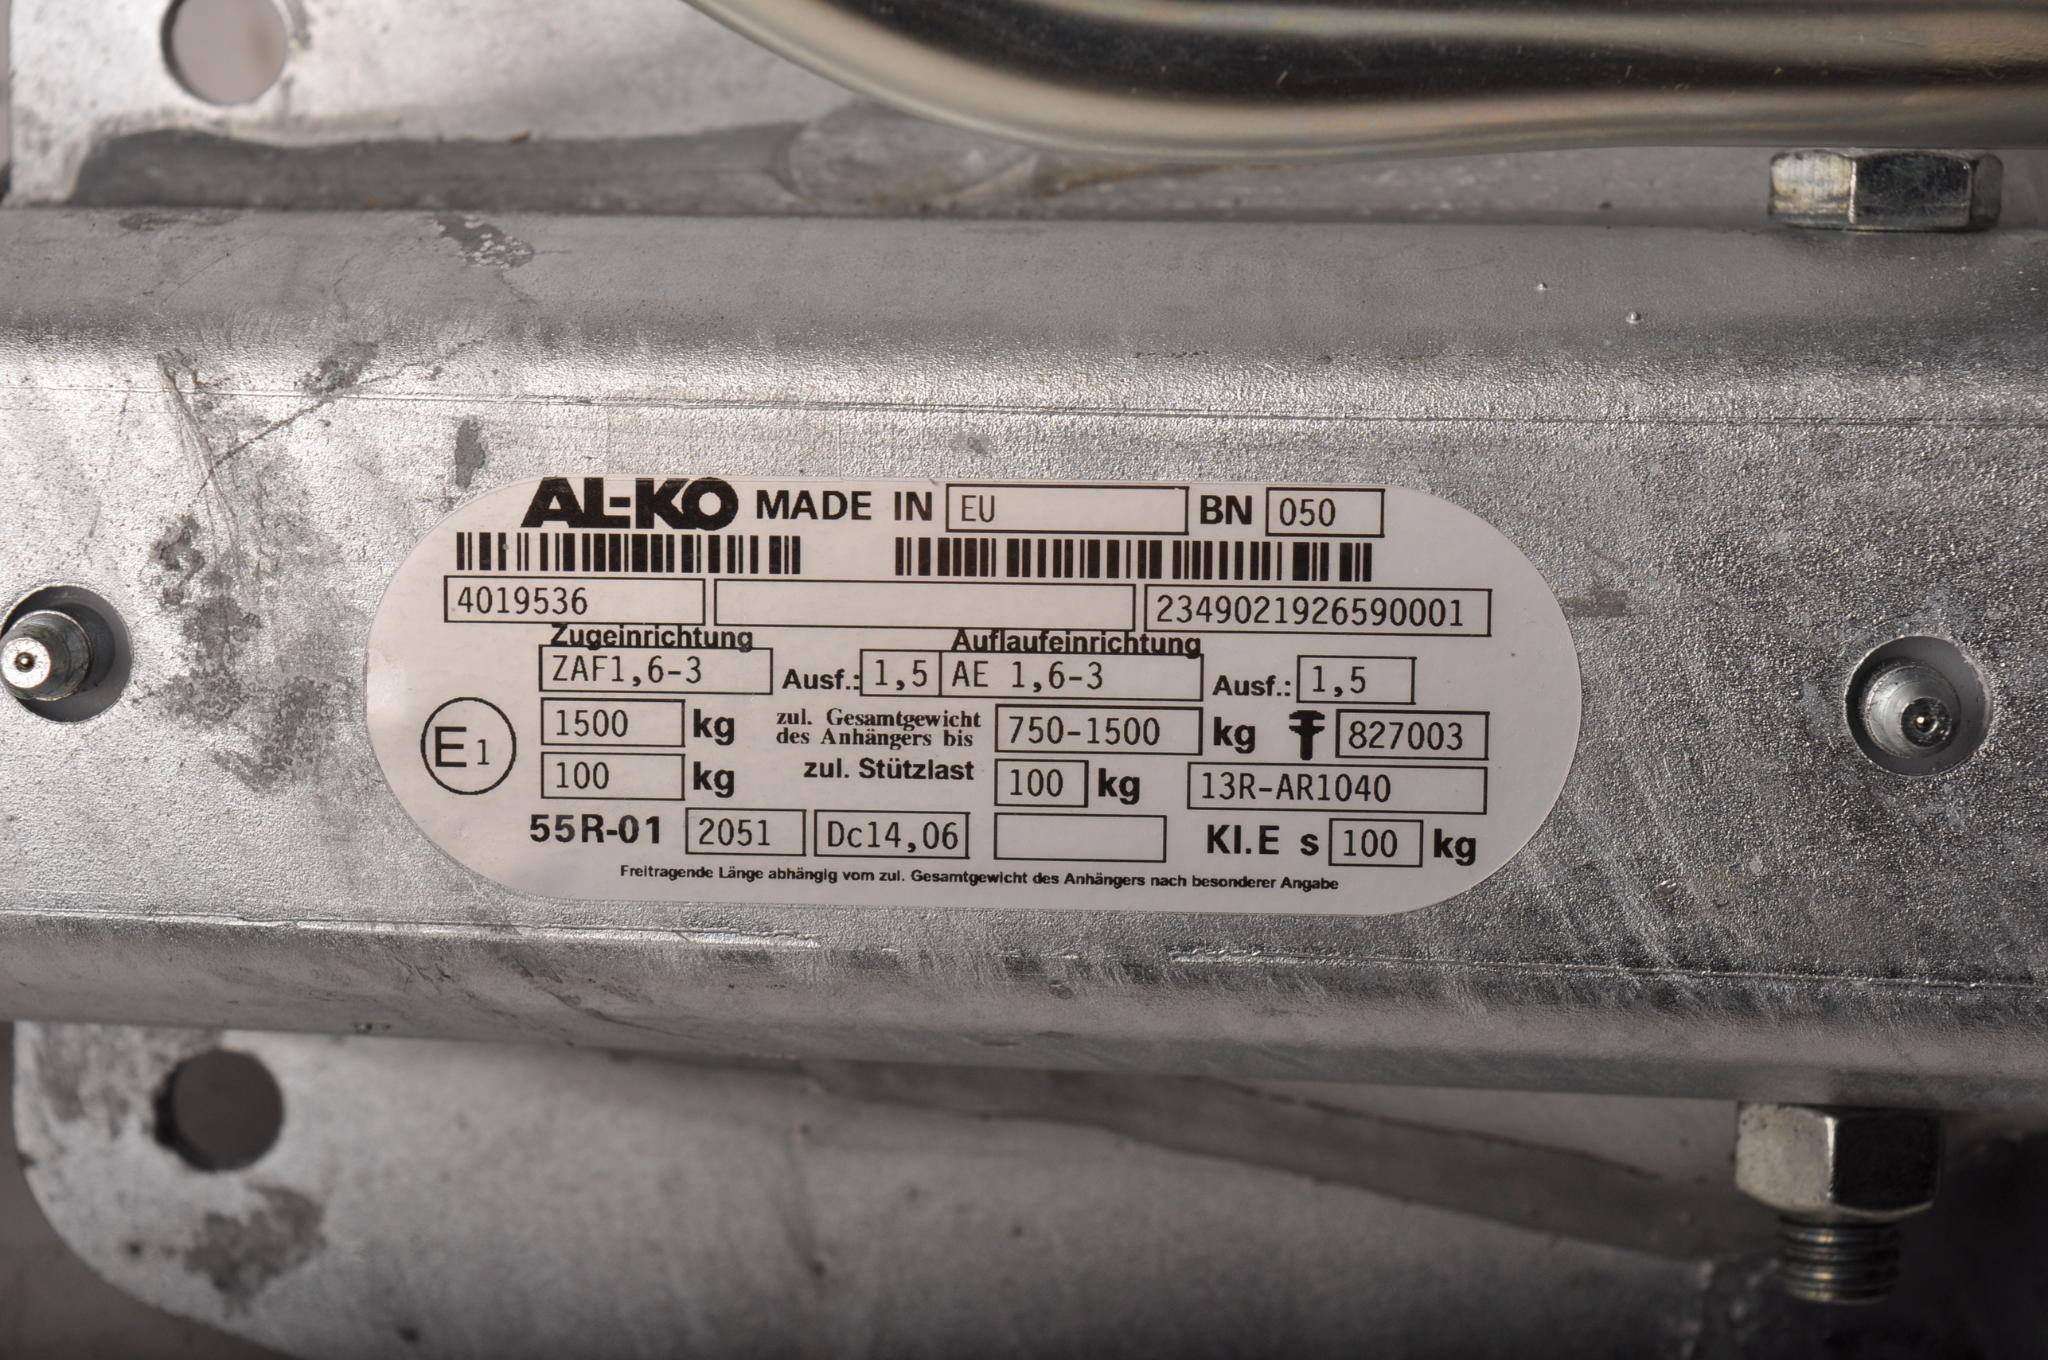 AL-KO MADE IN EU BN 050
4019536 2349021926590001
Zugeinrichtung Auflaufeinrichtung
ZAF1,6-3 Ausf.: 1,5 AE 1,6-3 Ausf.: 1,5
E1 1500 kg zul. Gesamtgewicht des Anhängers bis 750-1500 kg 827003
100 kg zul. Stützlast 100 kg 13R-AR1040
55R-01 2051 Dc14,06 Kl.E s 100 kg
Freitragende Länge abhängig vom zul. Gesamtgewicht des Anhängers nach besonderer Angabe